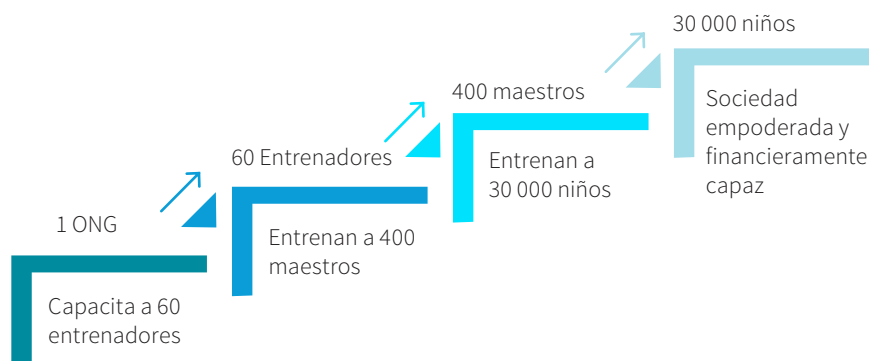 1 ONG
Capacita a 60
entrenadores
60 Entrenadores
Entrenan a 400
maestros
400 maestros
Entrenan a
30 000 niños
30 000 niños
Sociedad
empoderada y
financieramente
capaz